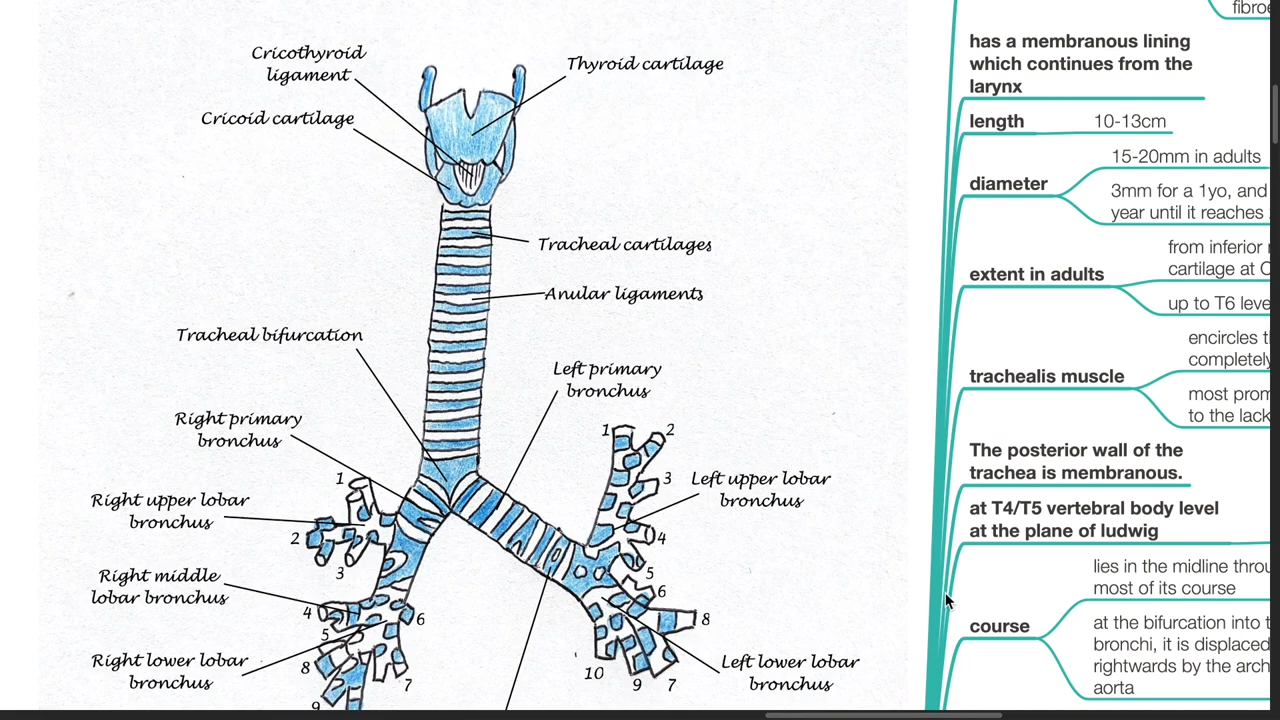 Cricothyroid
ligament
Thyroid cartilage
Cricoid cartilage
Tracheal cartilages
Anular ligaments
Tracheal bifurcation
Left primary
bronchus
Right primary
bronchus
1
2
1
3
Left upper lobar
bronchus
Right upper lobar
bronchus
2
4
3
5
Right middle
lobar bronchus
6
4
6
8
5
Right lower lobar
bronchus
8
7
10
9
7
Left lower lobar
bronchus
9
fibroe
has a membranous lining
which continues from the
larynx
length
10-13cm
diameter
15-20mm in adults
3mm for a 1yo, and
year until it reaches
extent in adults
from inferior
cartilage at C
up to T6 leve
trachealis muscle
encircles t
completely
most prom
to the lack
The posterior wall of the
trachea is membranous.
at T4/T5 vertebral body level
at the plane of ludwig
course
lies in the midline throu
most of its course
at the bifurcation into t
bronchi, it is displaced
rightwards by the arch
aorta